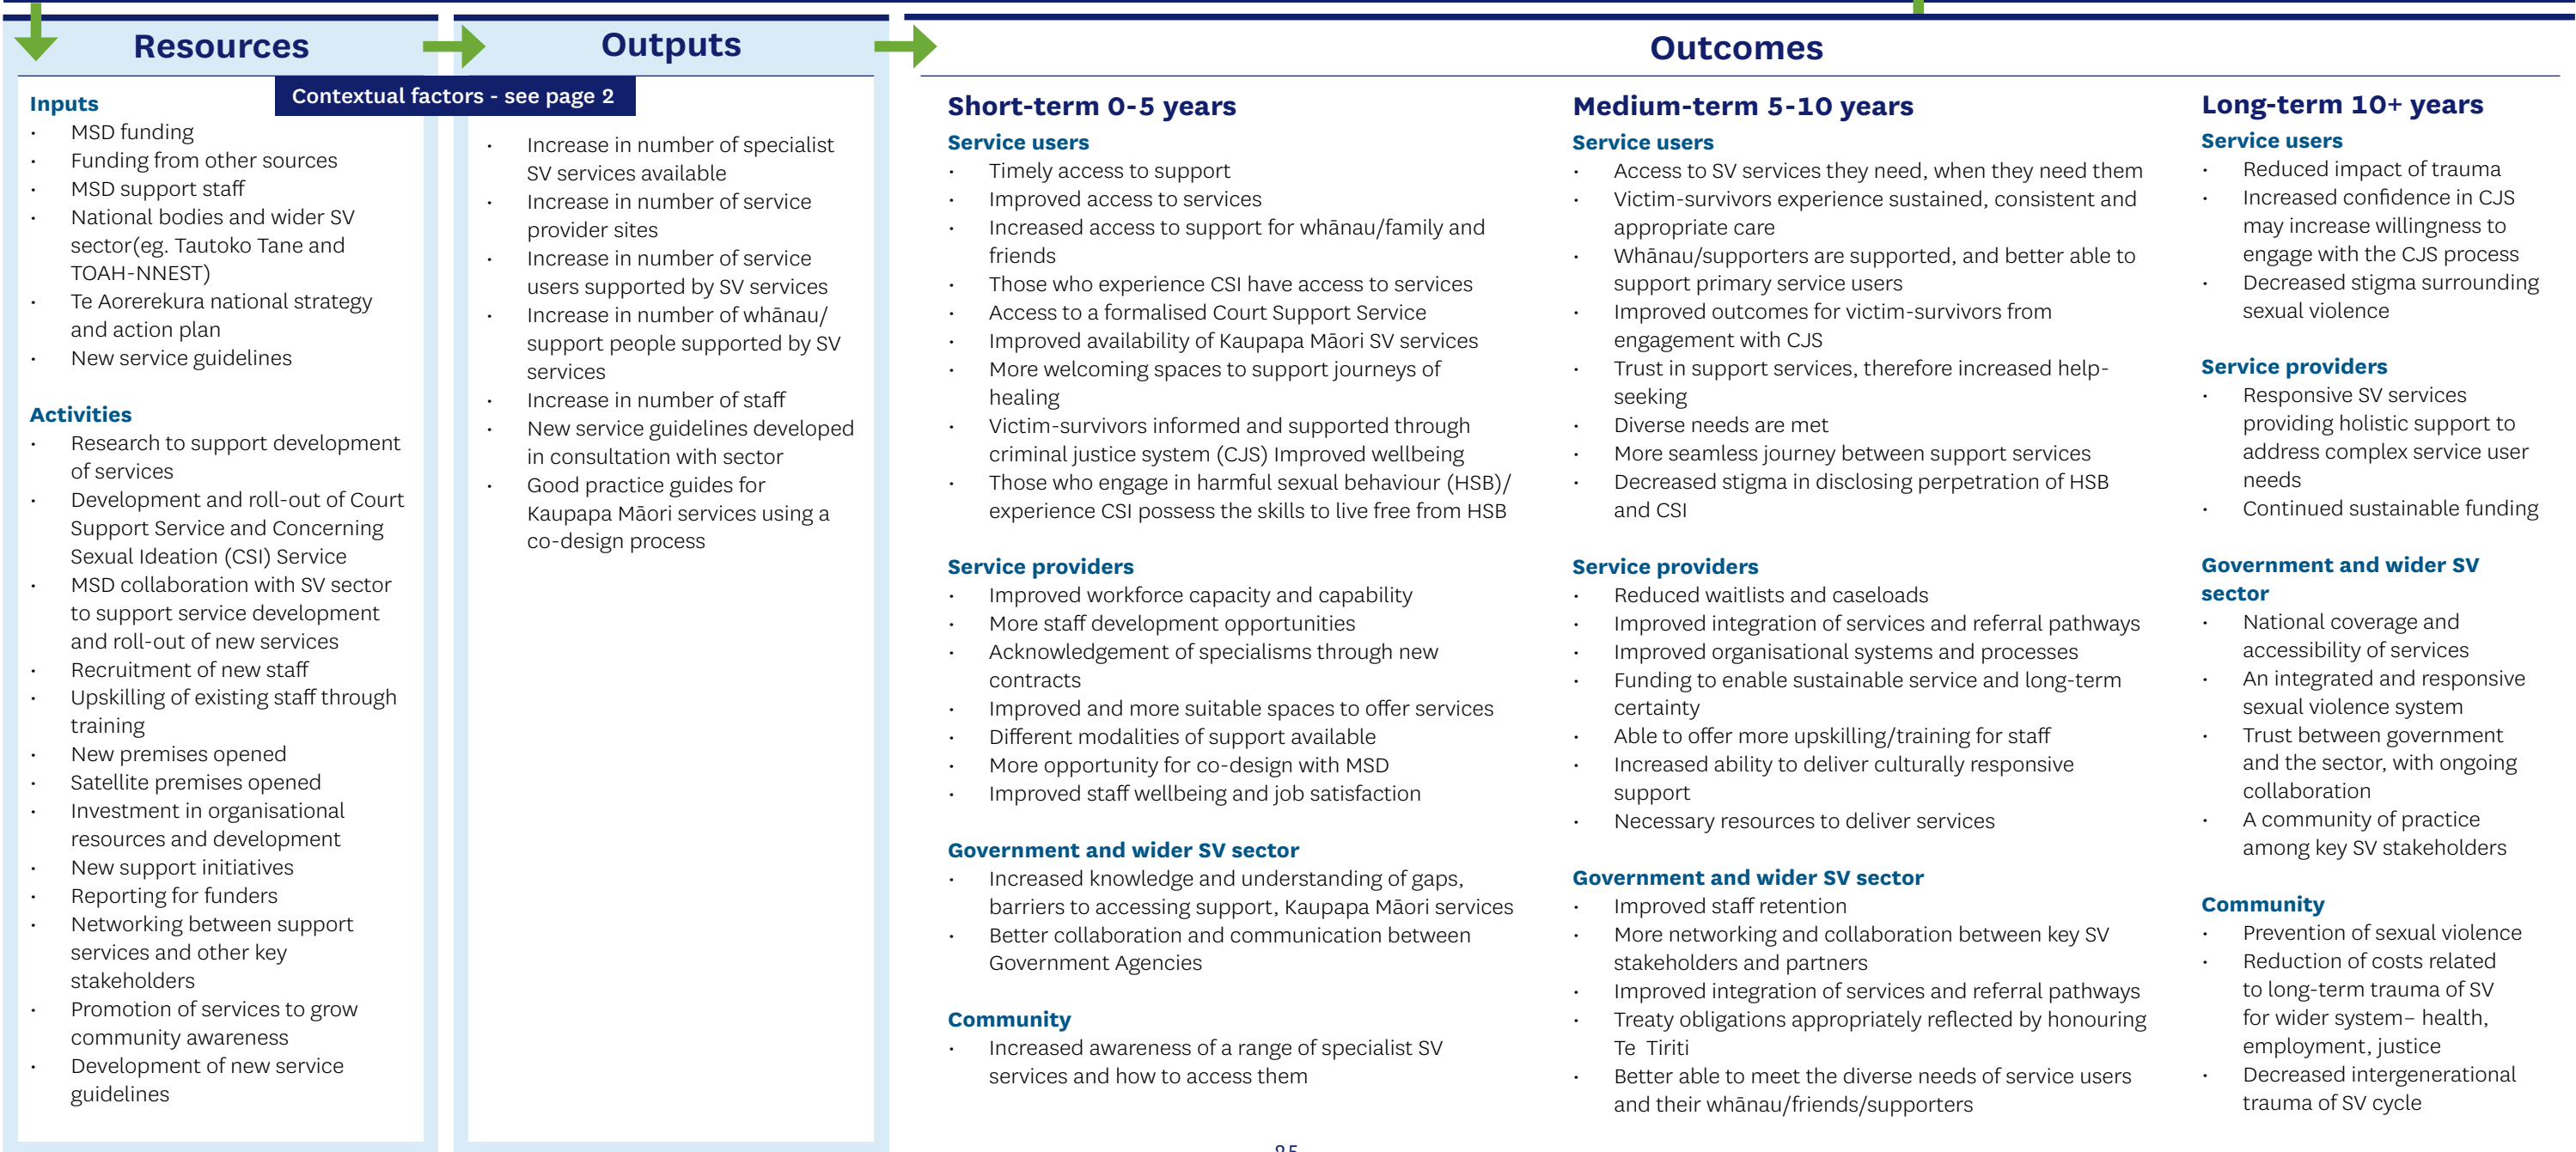 Resources
Outputs
Outcomes
Contextual factors - see page 2
Inputs
· MSD funding
· Funding from other sources
· MSD support staff
· National bodies and wider SV
sector(eg. Tautoko Tane and
TOAH-NNEST)
· Te Aorerekura national strategy
and action plan
· New service guidelines
Activities
· Research to support development
of services
· Development and roll-out of Court
Support Service and Concerning
Sexual Ideation (CSI) Service
· MSD collaboration with SV sector
to support service development
and roll-out of new services
· Recruitment of new staff
· Upskilling of existing staff through
training
· New premises opened
· Satellite premises opened
· Investment in organisational
resources and development
· New support initiatives
· Reporting for funders
· Networking between support
services and other key
stakeholders
· Promotion of services to grow
community awareness
· Development of new service
guidelines
· Increase in number of specialist
SV services available
· Increase in number of service
provider sites
· Increase in number of service
users supported by SV services
· Increase in number of whānau/
support people supported by SV
services
· Increase in number of staff
· New service guidelines developed
in consultation with sector
· Good practice guides for
Kaupapa Māori services using a
co-design process
Short-term 0-5 years
Service users
· Timely access to support
· Improved access to services
· Increased access to support for whānau/family and
friends
· Those who experience CSI have access to services
· Access to a formalised Court Support Service
· Improved availability of Kaupapa Māori SV services
· More welcoming spaces to support journeys of
healing
· Victim-survivors informed and supported through
criminal justice system (CJS) Improved wellbeing
· Those who engage in harmful sexual behaviour (HSB)/
experience CSI possess the skills to live free from HSB
Service providers
· Improved workforce capacity and capability
· More staff development opportunities
· Acknowledgement of specialisms through new
contracts
· Improved and more suitable spaces to offer services
· Different modalities of support available
· More opportunity for co-design with MSD
· Improved staff wellbeing and job satisfaction
Government and wider SV sector
· Increased knowledge and understanding of gaps,
barriers to accessing support, Kaupapa Māori services
· Better collaboration and communication between
Government Agencies
Community
· Increased awareness of a range of specialist SV
services and how to access them
Medium-term 5-10 years
Service users
· Access to SV services they need, when they need them
· Victim-survivors experience sustained, consistent and
appropriate care
· Whānau/supporters are supported, and better able to
support primary service users
· Improved outcomes for victim-survivors from
engagement with CJS
· Trust in support services, therefore increased help-
seeking
· Diverse needs are met
· More seamless journey between support services
· Decreased stigma in disclosing perpetration of HSB
and CSI
Service providers
· Reduced waitlists and caseloads
· Improved integration of services and referral pathways
· Improved organisational systems and processes
· Funding to enable sustainable service and long-term
certainty
· Able to offer more upskilling/training for staff
· Increased ability to deliver culturally responsive
support
· Necessary resources to deliver services
Government and wider SV sector
· Improved staff retention
· More networking and collaboration between key SV
stakeholders and partners
· Improved integration of services and referral pathways
· Treaty obligations appropriately reflected by honouring
Te Tiriti
· Better able to meet the diverse needs of service users
and their whānau/friends/supporters
Long-term 10+ years
Service users
· Reduced impact of trauma
· Increased confidence in CJS
may increase willingness to
engage with the CJS process
· Decreased stigma surrounding
sexual violence
Service providers
· Responsive SV services
providing holistic support to
address complex service user
needs
· Continued sustainable funding
Government and wider SV
sector
· National coverage and
accessibility of services
· An integrated and responsive
sexual violence system
· Trust between government
and the sector, with ongoing
collaboration
· A community of practice
among key SV stakeholders
Community
· Prevention of sexual violence
· Reduction of costs related
to long-term trauma of SV
for wider system– health,
employment, justice
· Decreased intergenerational
trauma of SV cycle